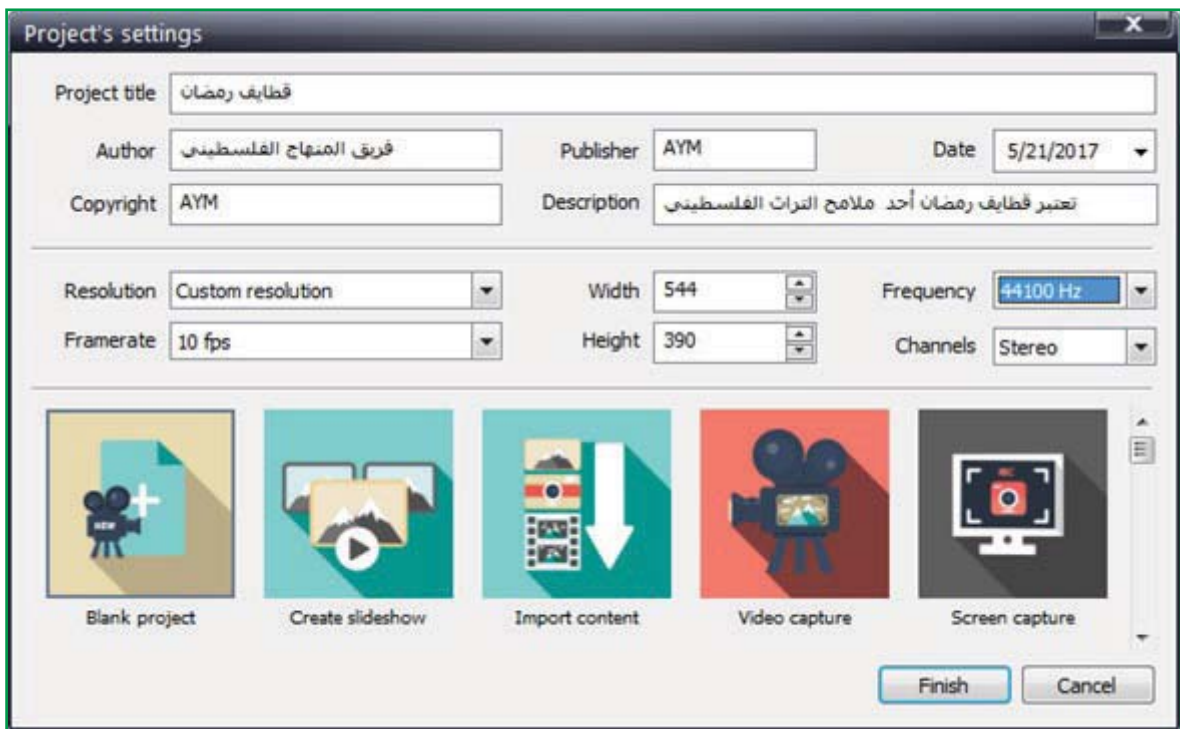 Project's settings
X
Project title قطايف رمضان
Author فريق المنهاج الفلسطيني Publisher AYM Date 5/21/2017
Copyright AYM Description تعتبر قطايف رمضان أحد ملامح التراث الفلسطيني
Resolution Custom resolution Width 544 Frequency 44100 Hz
Framerate 10 fps Height 390 Channels Stereo
NEW
REC
Blank project Create slideshow Import content Video capture Screen capture
Finish Cancel